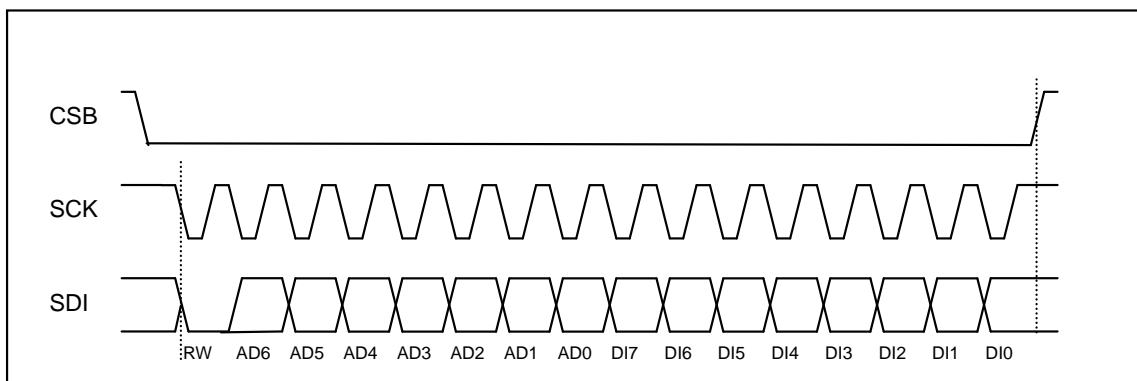 CSB
SCK
SDI
RW AD6 AD5 AD4 AD3 AD2 AD1 AD0 DI7 DI6 DI5 DI4 DI3 DI2 DI1 DI0